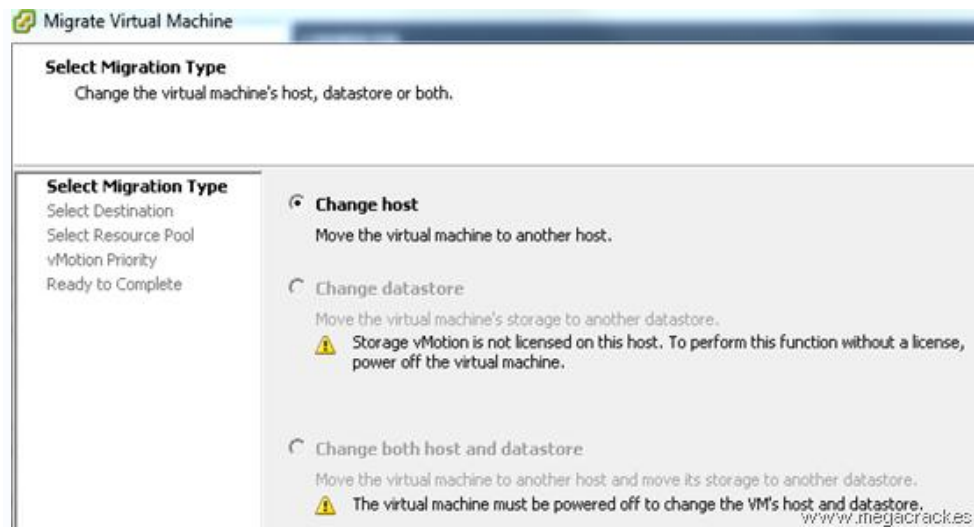 Migrate Virtual Machine
Select Migration Type
Change the virtual machine's host, datastore or both.
Select Migration Type
Select Destination
Select Resource Pool
vMotion Priority
Ready to Complete
Change host
Move the virtual machine to another host.
Change datastore
Move the virtual machine's storage to another datastore.
Storage vMotion is not licensed on this host. To perform this function without a license,
power off the virtual machine.
Change both host and datastore
Move the virtual machine to another host and move its storage to another datastore.
The virtual machine must be powered off to change the VM's host and datastore.
www.megacrack.es